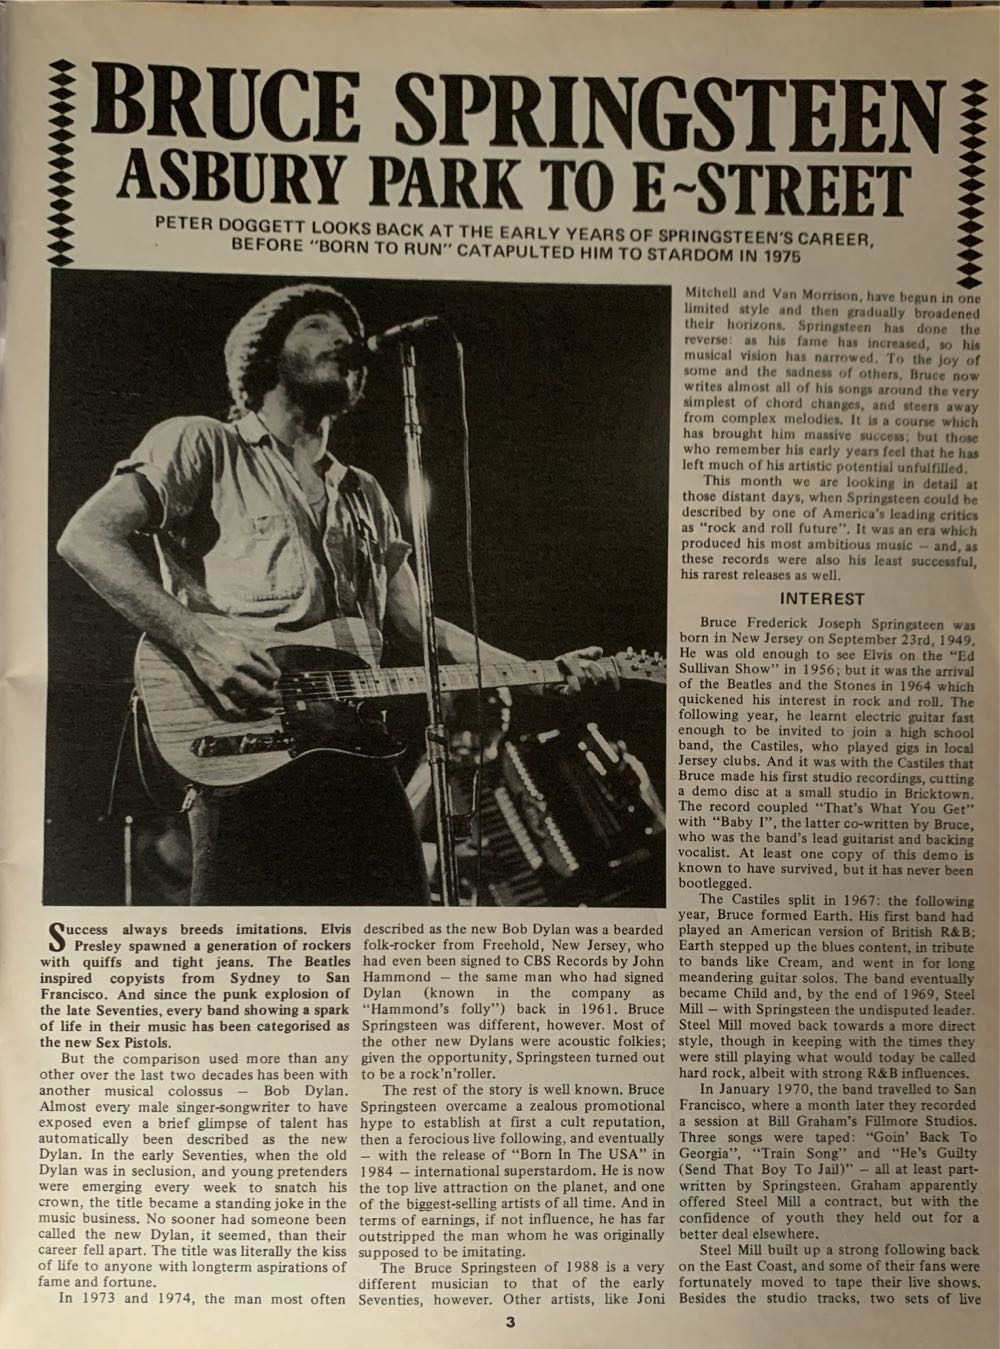 BRUCE SPRINGSTEEN
ASBURY PARK TO E~STREET
PETER DOGGETT LOOKS BACK AT THE EARLY YEARS OF SPRINGSTEEN'S CAREER,
BEFORE "BORN TO RUN" CATAPULTED HIM TO STARDOM IN 1975
Success always breeds imitations. Elvis
Presley spawned a generation of rockers
with quiffs and tight jeans. The Beatles
inspired copyists from Sydney to San
Francisco. And since the punk explosion of
the late Seventies, every band showing a spark
of life in their music has been categorised as
the new Sex Pistols.
But the comparison used more than any
other over the last two decades has been with
another musical colossus — Bob Dylan.
Almost every male singer-songwriter to have
exposed even a brief glimpse of talent has
automatically been described as the new
Dylan. In the early Seventies, when the old
Dylan was in seclusion, and young pretenders
were emerging every week to snatch his
crown, the title became a standing joke in the
music business. No sooner had someone been
called the new Dylan, it seemed, than their
career fell apart. The title was literally the kiss
of life to anyone with longterm aspirations of
fame and fortune.
In 1973 and 1974, the man most often
described as the new Bob Dylan was a bearded
folk-rocker from Freehold, New Jersey, who
had even been signed to CBS Records by John
Hammond — the same man who had signed
Dylan (known in the company as
"Hammond's folly") back in 1961. Bruce
Springsteen was different, however. Most of
the other new Dylans were acoustic folkies;
given the opportunity, Springsteen turned out
to be a rock'n'roller.
The rest of the story is well known. Bruce
Springsteen overcame a zealous promotional
hype to establish at first a cult reputation,
then a ferocious live following, and eventually
— with the release of "Born In The USA" in
1984 — international superstardom. He is now
the top live attraction on the planet, and one
of the biggest-selling artists of all time. And in
terms of earnings, if not influence, he has far
outstripped the man whom he was originally
supposed to be imitating.
The Bruce Springsteen of 1988 is a very
different musician to that of the early
Seventies, however. Other artists, like Joni
Mitchell and Van Morrison, have begun in one
limited style and then gradually broadened
their horizons. Springsteen has done the
reverse: as his fame has increased, so his
musical vision has narrowed. To the joy of
some and the sadness of others, Bruce now
writes almost all of his songs around the very
simplest of chord changes, and steers away
from complex melodies. It is a course which
has brought him massive success; but those
who remember his early years feel that he has
left much of his artistic potential unfulfilled.
This month we are looking in detail at
those distant days, when Springsteen could be
described by one of America's leading critics
as "rock and roll future". It was an era which
produced his most ambitious music — and, as
these records were also his least successful,
his rarest releases as well.
INTEREST
Bruce Frederick Joseph Springsteen was
born in New Jersey on September 23rd, 1949.
He was old enough to see Elvis on the "Ed
Sullivan Show" in 1956; but it was the arrival
of the Beatles and the Stones in 1964 which
quickened his interest in rock and roll. The
following year, he learnt electric guitar fast
enough to be invited to join a high school
band, the Castiles, who played gigs in local
Jersey clubs. And it was with the Castiles that
Bruce made his first studio recordings, cutting
a demo disc at a small studio in Bricktown.
The record coupled "That's What You Get"
with "Baby I", the latter co-written by Bruce,
who was the band's lead guitarist and backing
vocalist. At least one copy of this demo is
known to have survived, but it has never been
bootlegged.
The Castiles split in 1967: the following
year, Bruce formed Earth. His first band had
played an American version of British R&B;
Earth stepped up the blues content, in tribute
to bands like Cream, and went in for long
meandering guitar solos. The band eventually
became Child and, by the end of 1969, Steel
Mill — with Springsteen the undisputed leader.
Steel Mill moved back towards a more direct
style, though in keeping with the times they
were still playing what would today be called
hard rock, albeit with strong R&B influences.
In January 1970, the band travelled to San
Francisco, where a month later they recorded
a session at Bill Graham's Fillmore Studios.
Three songs were taped: "Goin' Back To
Georgia", "Train Song" and "He's Guilty
(Send That Boy To Jail)" — all at least part-
written by Springsteen. Graham apparently
offered Steel Mill a contract, but with the
confidence of youth they held out for a
better deal elsewhere.
Steel Mill built up a strong following back
on the East Coast, and some of their fans were
fortunately moved to tape their live shows.
Besides the studio tracks, two sets of live
3